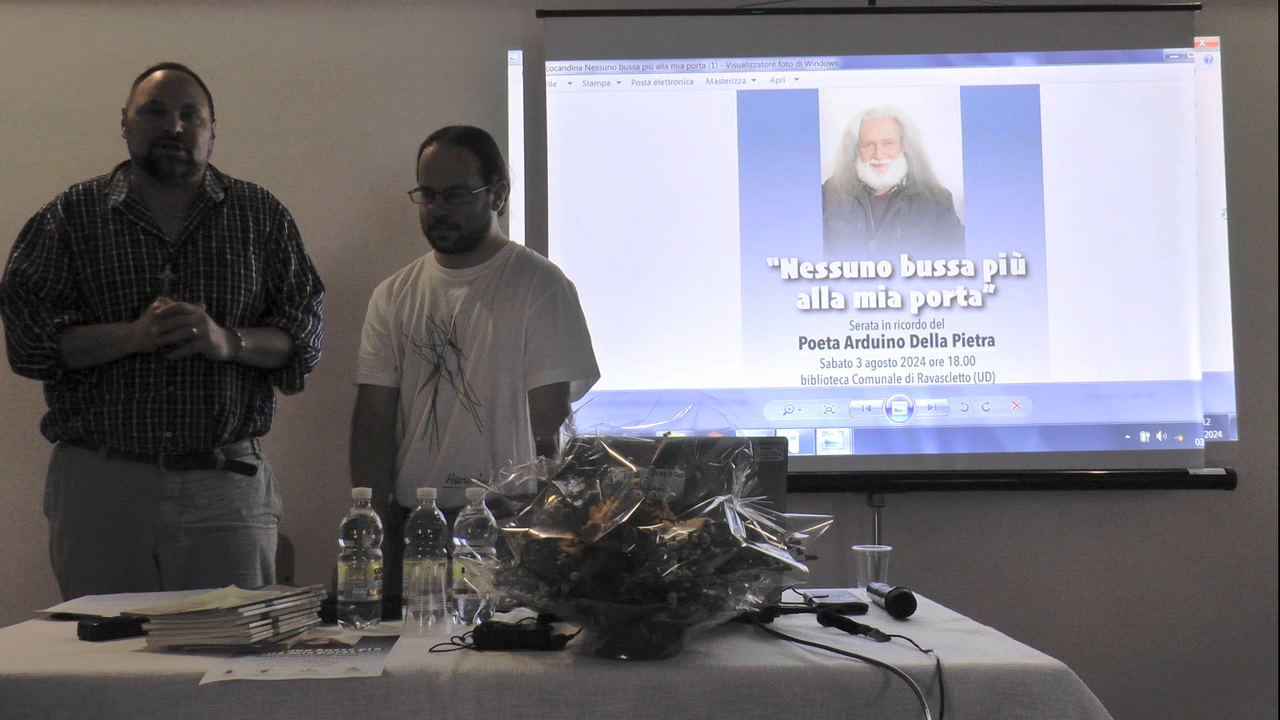 Locandina Nessuno bussa più alla mia porta (1) - Visualizzatore foto di Windows
File Stampa Posta elettronica Masterizza Apri
"Nessuno bussa più
alla mia porta"
Serata in ricordo del
Poeta Arduino Della Pietra
Sabato 3 agosto 2024 ore 18.00
biblioteca Comunale di Ravascletto (UD)